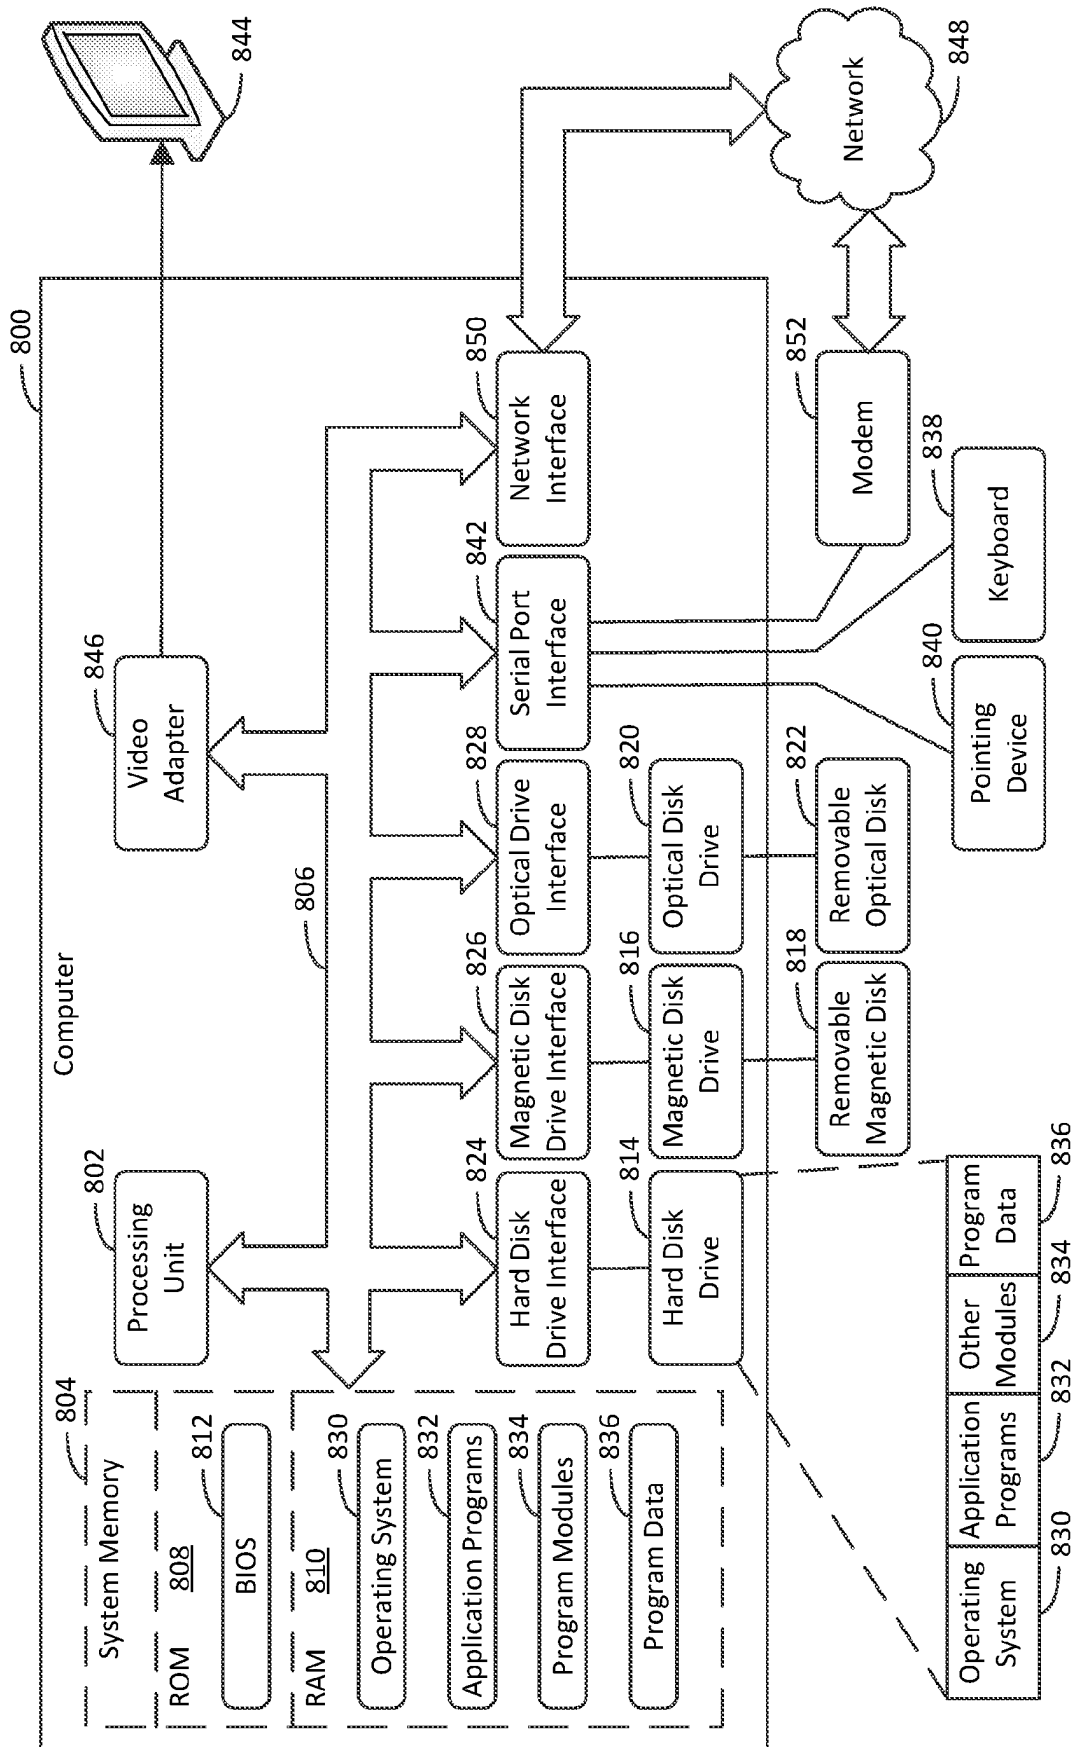 800
Computer
System Memory
804
ROM
808
BIOS
812
RAM
810
Operating System
830
Application Programs
832
Program Modules
834
Program Data
836
Processing
Unit
802
806
Video
Adapter
846
844
Hard Disk
Drive Interface
824
Magnetic Disk
Drive Interface
826
Optical Drive
Interface
828
Serial Port
Interface
842
Network
Interface
850
Hard Disk
Drive
814
Magnetic Disk
Drive
816
Optical Disk
Drive
820
Removable
Magnetic Disk
818
Removable
Optical Disk
822
Modem
852
Network
848
Pointing
Device
840
Keyboard
838
Operating
System
830
Application
Programs
832
Other
Modules
834
Program
Data
836